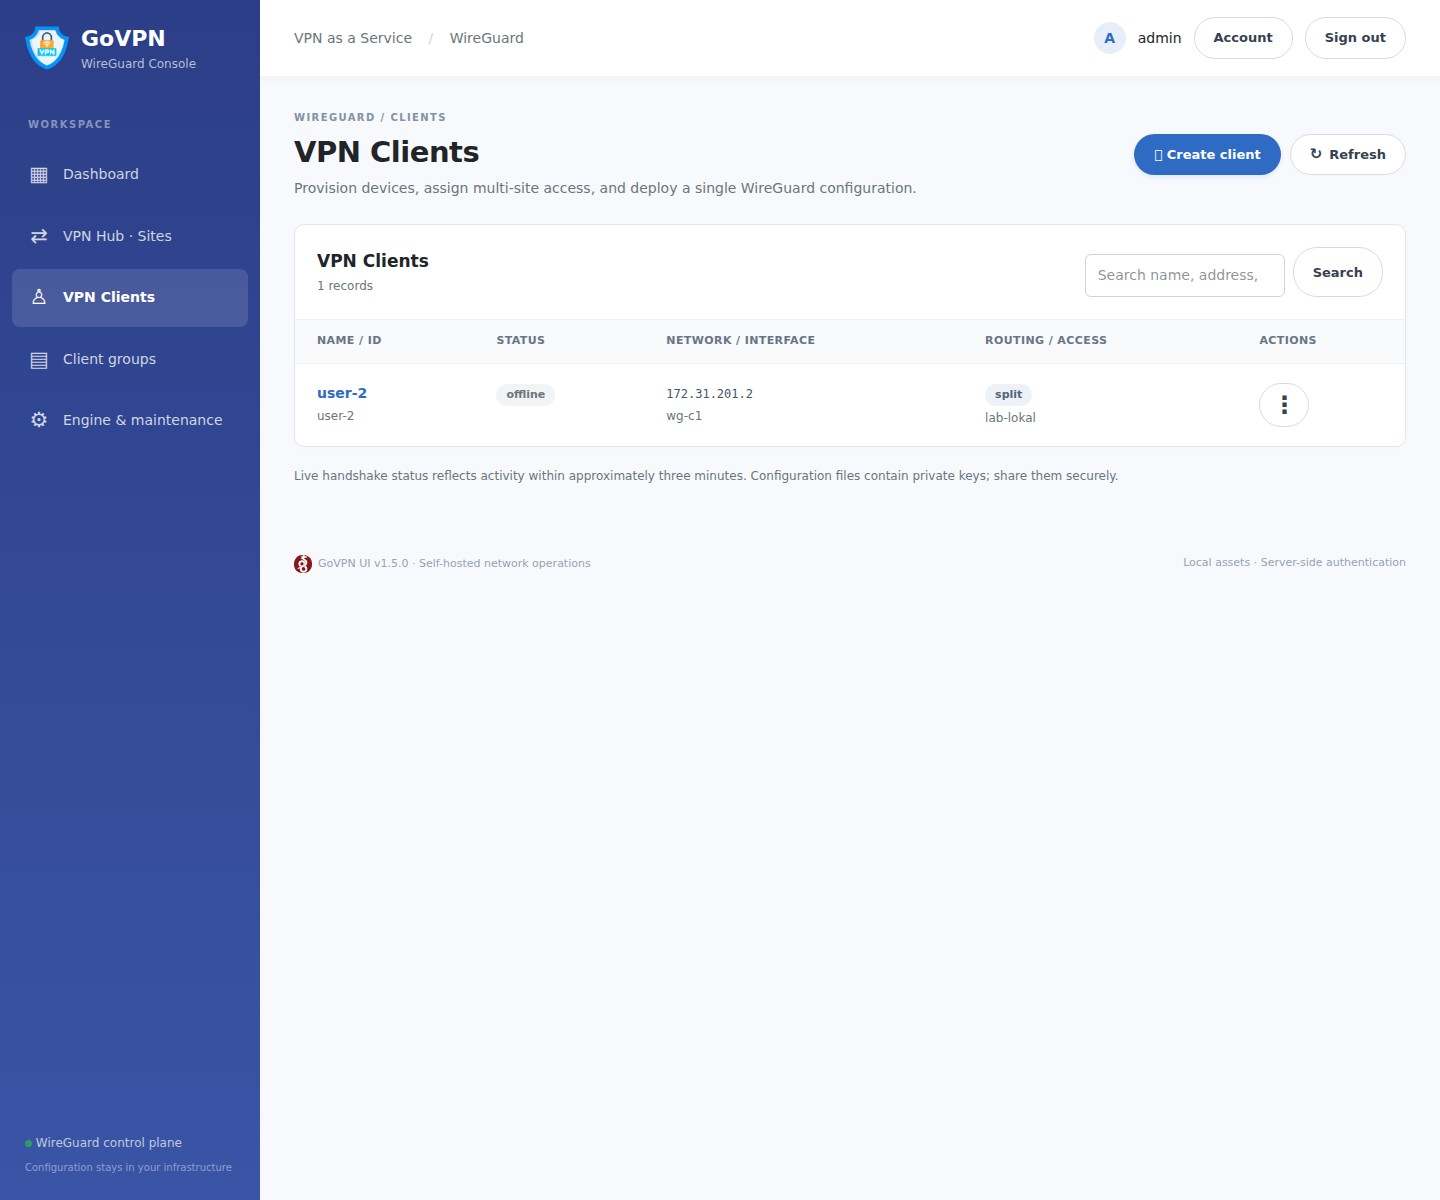 GoVPN
WireGuard Console
VPN
WORKSPACE
Dashboard
VPN Hub · Sites
VPN Clients
Client groups
Engine & maintenance
WireGuard control plane
Configuration stays in your infrastructure
VPN as a Service / WireGuard
A admin Account Sign out
WIREGUARD / CLIENTS
VPN Clients
Provision devices, assign multi-site access, and deploy a single WireGuard configuration.
Create client Refresh
VPN Clients
1 records
Search name, address, Search
NAME / ID STATUS NETWORK / INTERFACE ROUTING / ACCESS ACTIONS
user-2 offline 172.31.201.2 split
user-2 wg-c1 lab-lokal
Live handshake status reflects activity within approximately three minutes. Configuration files contain private keys; share them securely.
GoVPN UI v1.5.0 · Self-hosted network operations
Local assets · Server-side authentication